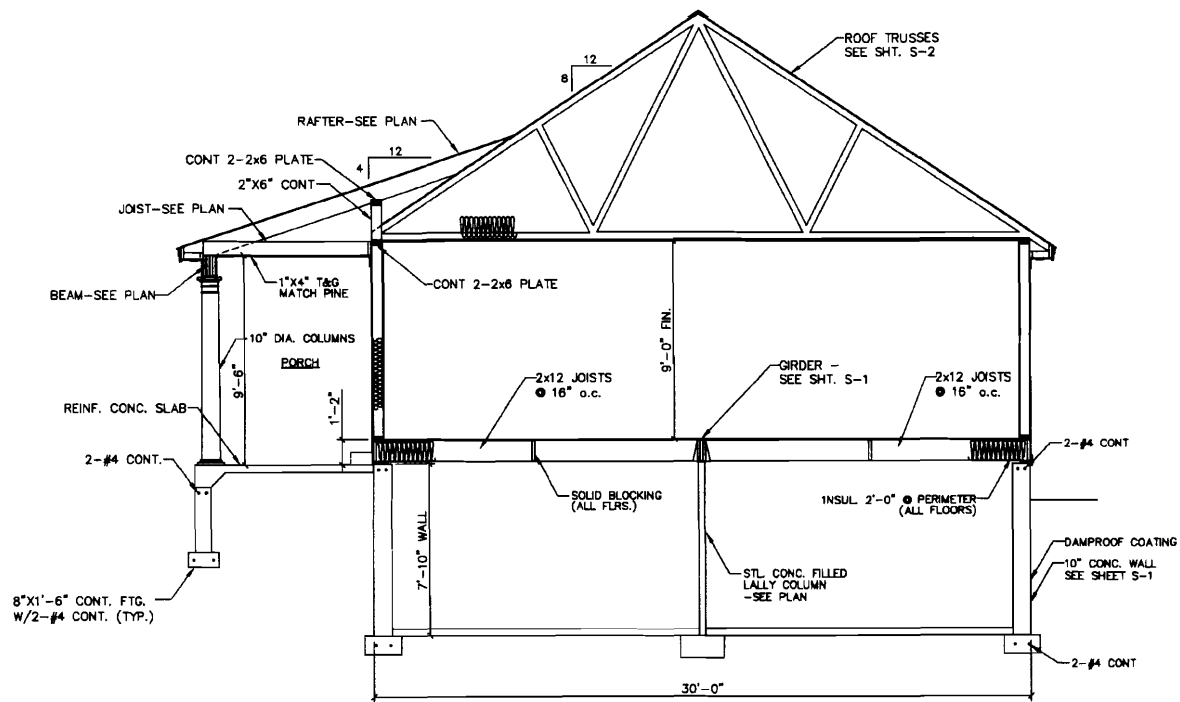 ROOF TRUSSES
SEE SHT. S-2
12
8
RAFTER-SEE PLAN
12
4
CONT 2-2x6 PLATE
2"X6" CONT
JOIST-SEE PLAN
BEAM-SEE PLAN
1"X4" T&G
MATCH PINE
CONT 2-2x6 PLATE
10" DIA. COLUMNS
PORCH
9'-6"
9'-0" FIN.
GIRDER -
SEE SHT. S-1
2x12 JOISTS
@ 16" o.c.
2x12 JOISTS
@ 16" o.c.
REINF. CONC. SLAB
1'-2"
2-#4 CONT.
2-#4 CONT
SOLID BLOCKING
(ALL FLRS.)
1NSUL 2'-0" @ PERIMETER
(ALL FLOORS)
7'-10" WALL
STL. CONC. FILLED
LALLY COLUMN
-SEE PLAN
DAMPROOF COATING
10" CONC. WALL
SEE SHEET S-1
8"X1'-6" CONT. FTG.
W/2-#4 CONT. (TYP.)
2-#4 CONT
30'-0"